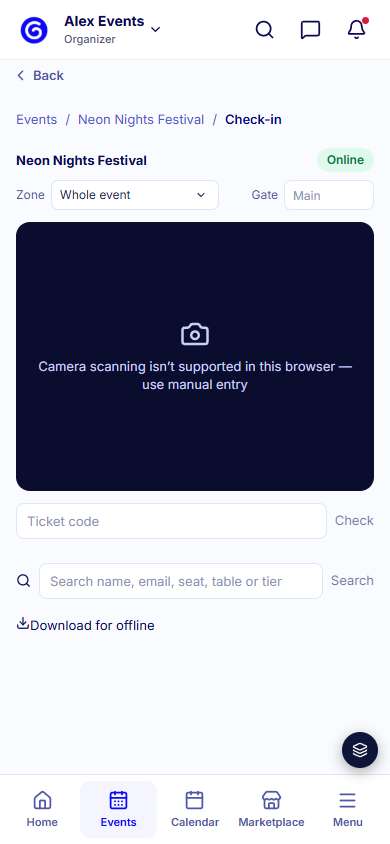 Alex Events
Organizer
Back
Events / Neon Nights Festival / Check-in
Neon Nights Festival
Online
Zone
Whole event
Gate
Main
Camera scanning isn't supported in this browser —
use manual entry
Ticket code
Check
Search name, email, seat, table or tier
Search
Download for offline
Home
Events
Calendar
Marketplace
Menu